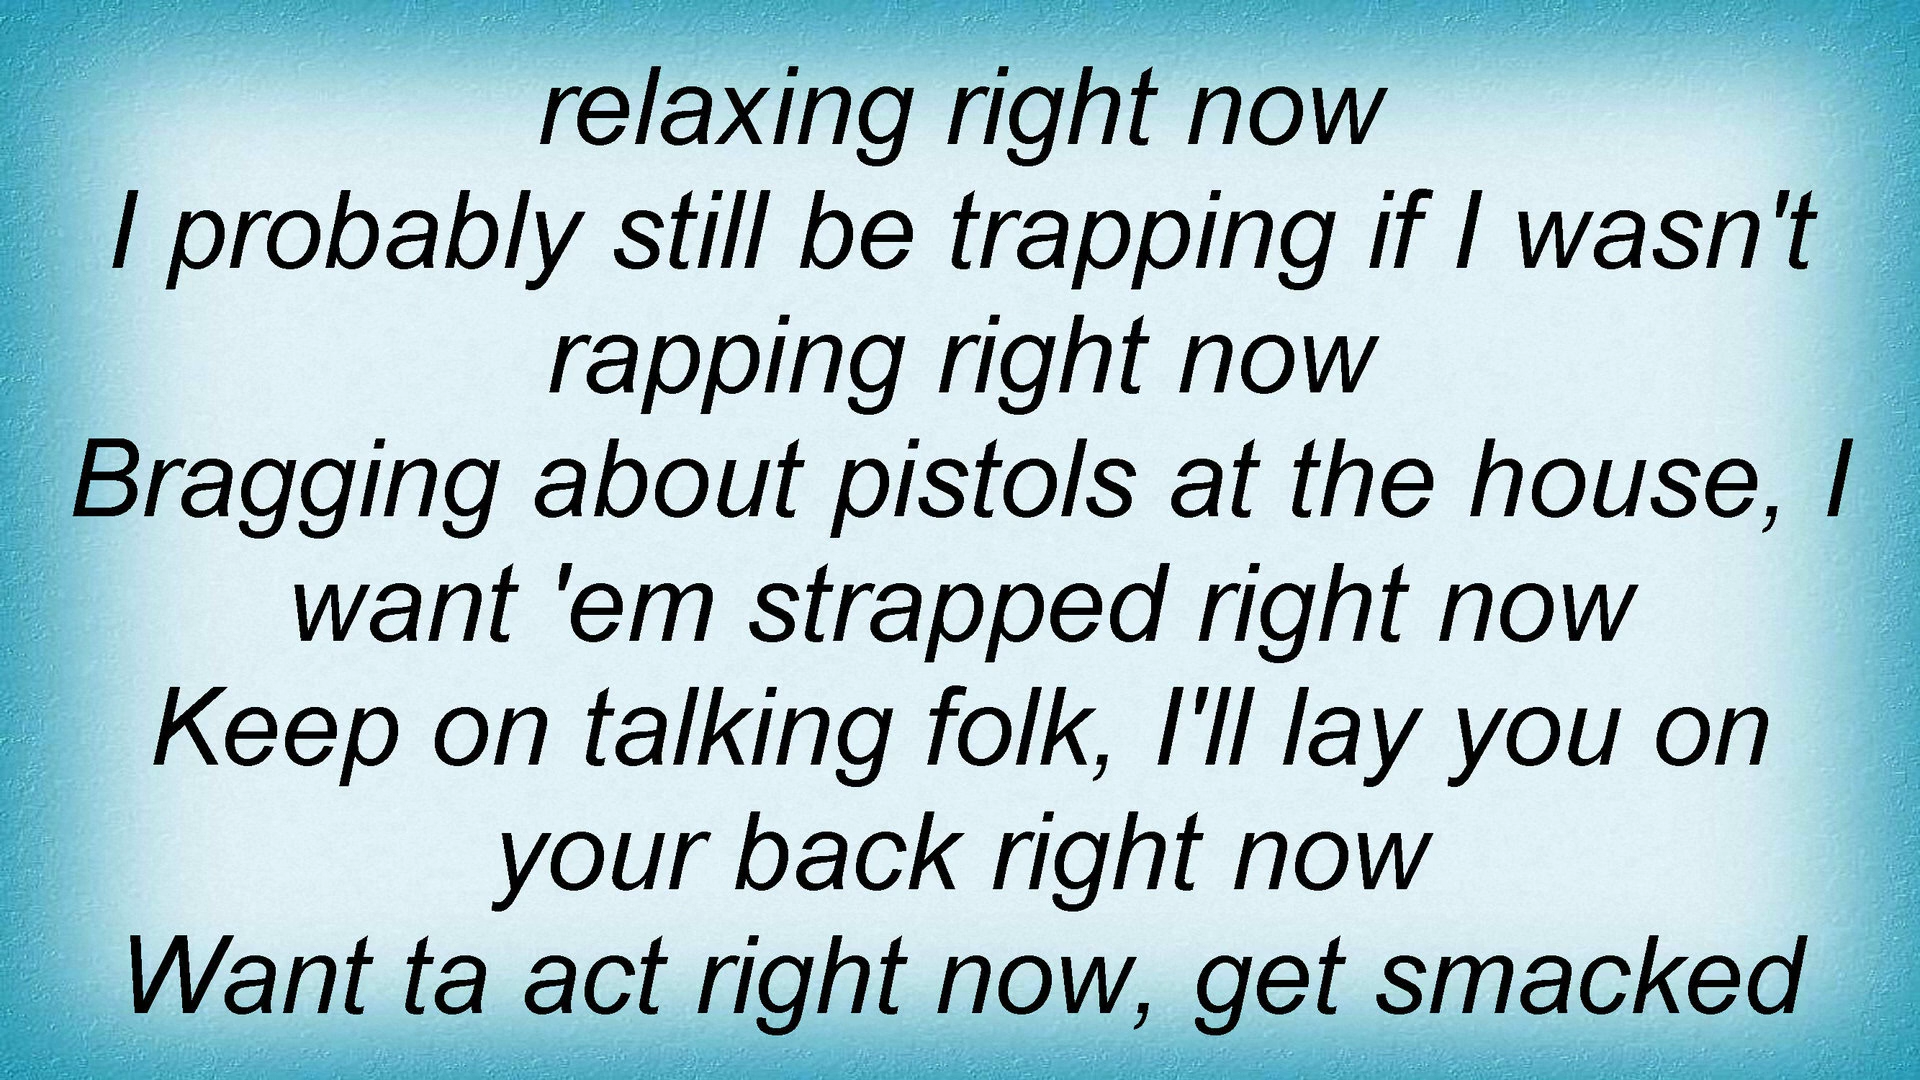 relaxing right now
I probably still be trapping if I wasn't
rapping right now
Bragging about pistols at the house, I
want 'em strapped right now
Keep on talking folk, I'll lay you on
your back right now
Want ta act right now, get smacked